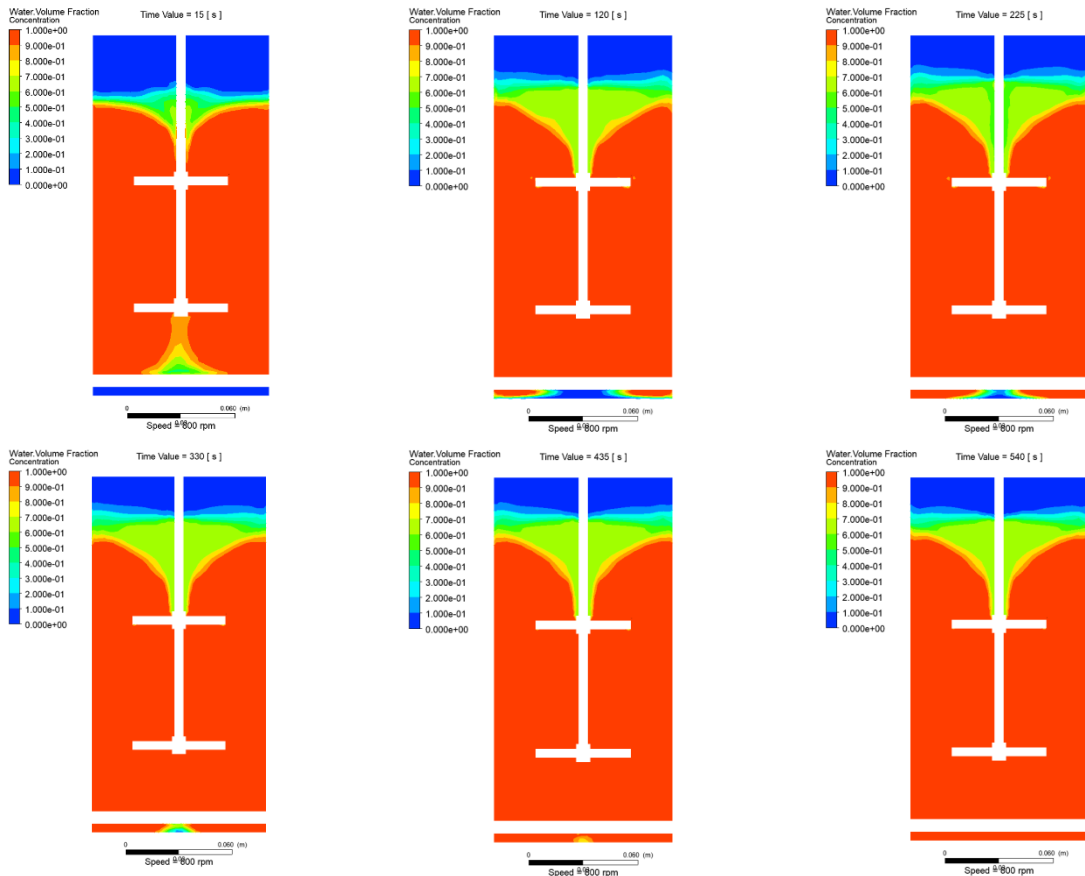 Water.Volume Fraction
Concentration
Time Value = 15 [ s ]
1.000e+00
9.000e-01
8.000e-01
7.000e-01
6.000e-01
5.000e-01
4.000e-01
3.000e-01
2.000e-01
1.000e-01
0.000e+00
0 0.060 (m)
0.03
Speed = 800 rpm
Water.Volume Fraction
Concentration
Time Value = 120 [ s ]
1.000e+00
9.000e-01
8.000e-01
7.000e-01
6.000e-01
5.000e-01
4.000e-01
3.000e-01
2.000e-01
1.000e-01
0.000e+00
0 0.060 (m)
0.03
Speed = 800 rpm
Water.Volume Fraction
Concentration
Time Value = 225 [ s ]
1.000e+00
9.000e-01
8.000e-01
7.000e-01
6.000e-01
5.000e-01
4.000e-01
3.000e-01
2.000e-01
1.000e-01
0.000e+00
0 0.060 (m)
0.03
Speed = 800 rpm
Water.Volume Fraction
Concentration
Time Value = 330 [ s ]
1.000e+00
9.000e-01
8.000e-01
7.000e-01
6.000e-01
5.000e-01
4.000e-01
3.000e-01
2.000e-01
1.000e-01
0.000e+00
0 0.060 (m)
0.03
Speed = 800 rpm
Water.Volume Fraction
Concentration
Time Value = 435 [ s ]
1.000e+00
9.000e-01
8.000e-01
7.000e-01
6.000e-01
5.000e-01
4.000e-01
3.000e-01
2.000e-01
1.000e-01
0.000e+00
0 0.060 (m)
0.03
Speed = 800 rpm
Water.Volume Fraction
Concentration
Time Value = 540 [ s ]
1.000e+00
9.000e-01
8.000e-01
7.000e-01
6.000e-01
5.000e-01
4.000e-01
3.000e-01
2.000e-01
1.000e-01
0.000e+00
0 0.060 (m)
0.03
Speed = 800 rpm